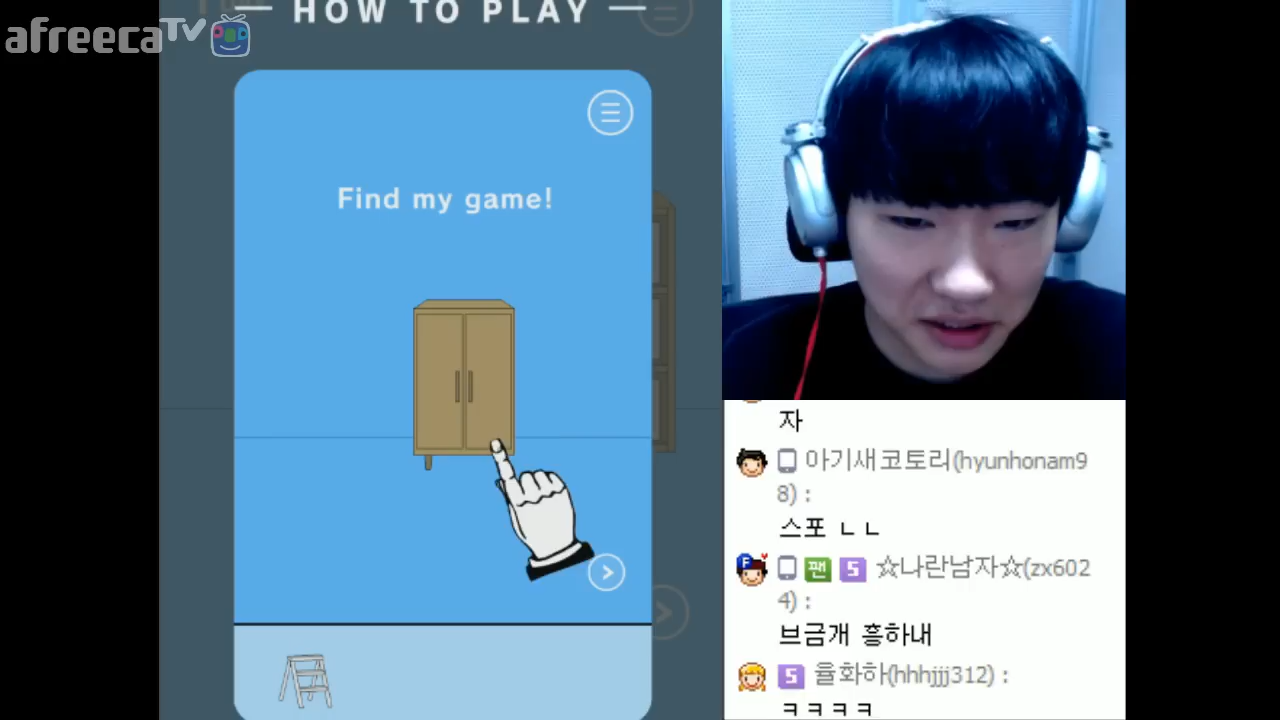 afreecaTV
HOW TO PLAY
Find my game!
자
아기새코토리(hyunhonam9
8) :
스포 ㄴㄴ
팬 S ☆나란남자☆(zx602
4) :
브금개 흥하내
S 율화하(hhhjjj312) :
ㅋㅋㅋㅋ